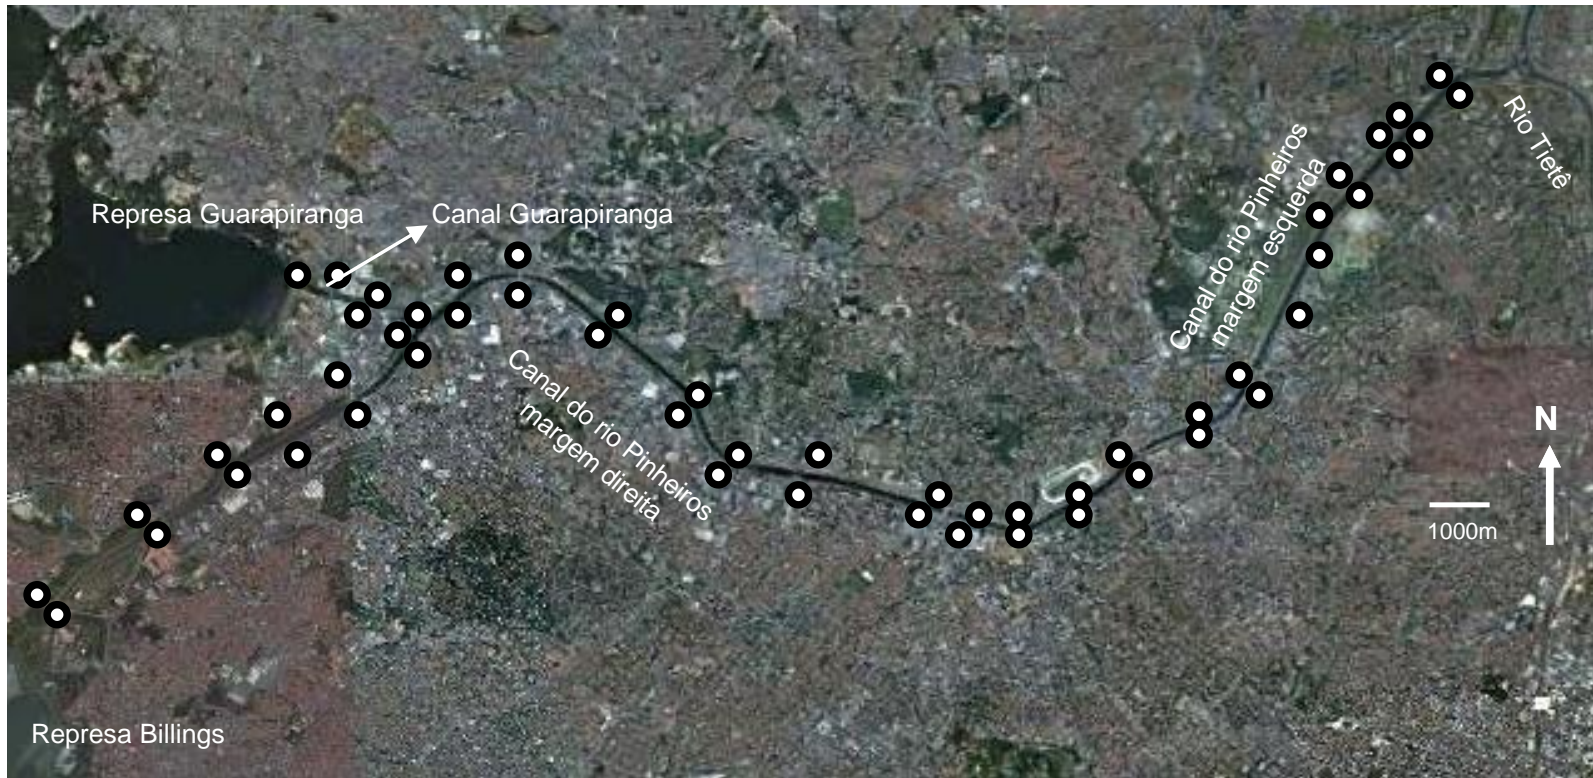 Rio Tietê
Represa Guarapiranga
Canal Guarapiranga
Canal do rio Pinheiros
margem esquerda
Canal do rio Pinheiros
margem direita
N
1000m
Represa Billings